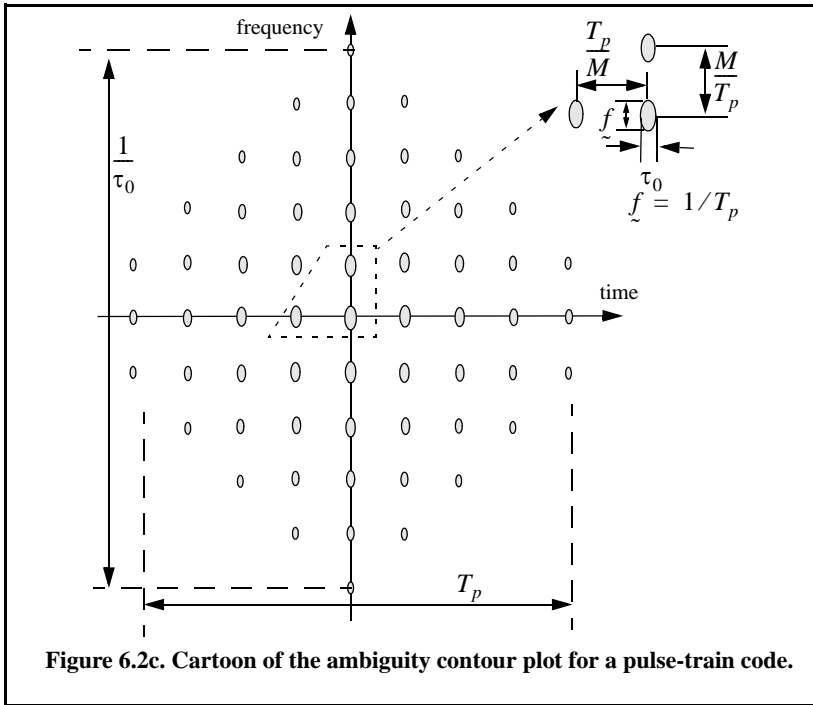 frequency
T_p
M
M
T_p
f
~
τ_0
f = 1/T_p
~
1
τ_0
time
T_p
Figure 6.2c. Cartoon of the ambiguity contour plot for a pulse-train code.